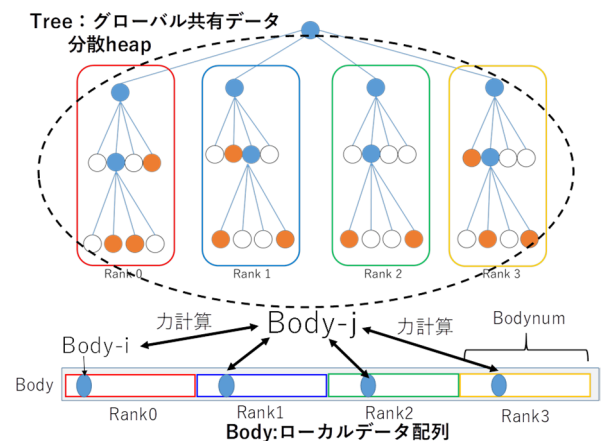 Tree：グローバル共有データ
分散heap
Rank 0
Rank 1
Rank 2
Rank 3
力計算
Body-j
力計算
Bodynum
Body-i
Body
Rank0
Rank1
Rank2
Rank3
Body:ローカルデータ配列